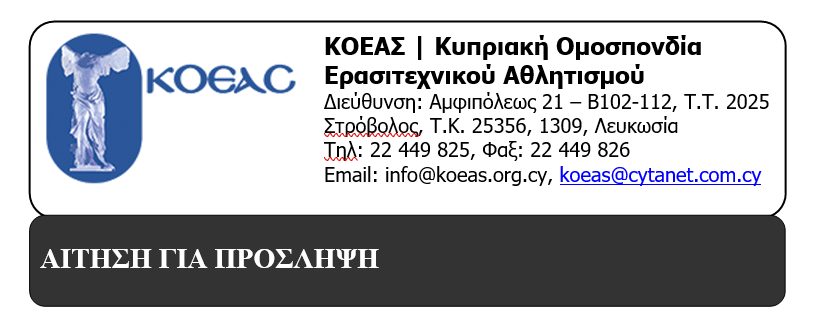 ΚΟΕΑΣ
ΚΟΕΑΣ | Κυπριακή Ομοσπονδία
Ερασιτεχνικού Αθλητισμού
Διεύθυνση: Αμφιπόλεως 21 – Β102-112, Τ.Τ. 2025
Στρόβολος, Τ.Κ. 25356, 1309, Λευκωσία
Τηλ: 22 449 825, Φαξ: 22 449 826
Email: info@koeas.org.cy, koeas@cytanet.com.cy
ΑΙΤΗΣΗ ΓΙΑ ΠΡΟΣΛΗΨΗ